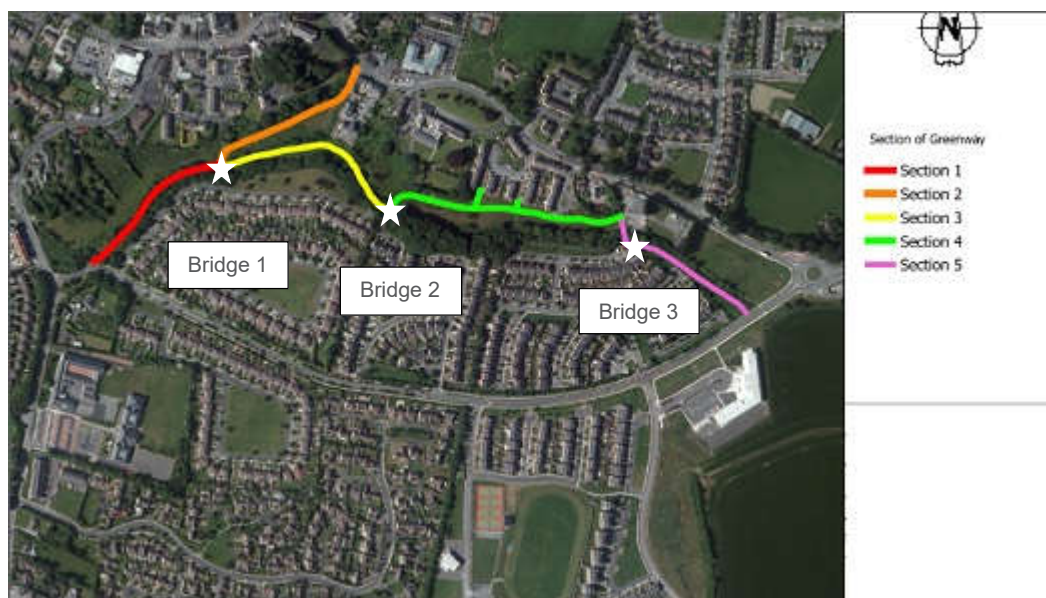 N
Section of Greenway
Section 1
Section 2
Section 3
Section 4
Section 5
Bridge 1
Bridge 2
Bridge 3